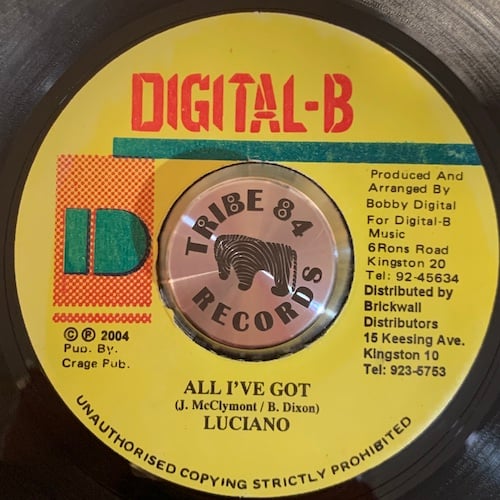 DIGITAL-B
D
TRIBE 84
RECORDS
Produced And
Arranged By
Bobby Digital
For Digital-B
Music
6Rons Road
Kingston 20
Tel: 92-45634
Distributed by
Brickwall
Distributors
15 Keesing Ave.
Kingston 10
Tel: 923-5753
© ℗ 2004
Pub. By.
Crage Pub.
ALL I'VE GOT
(J. McClymont / B. Dixon)
LUCIANO
UNAUTHORISED COPYING STRICTLY PROHIBITED